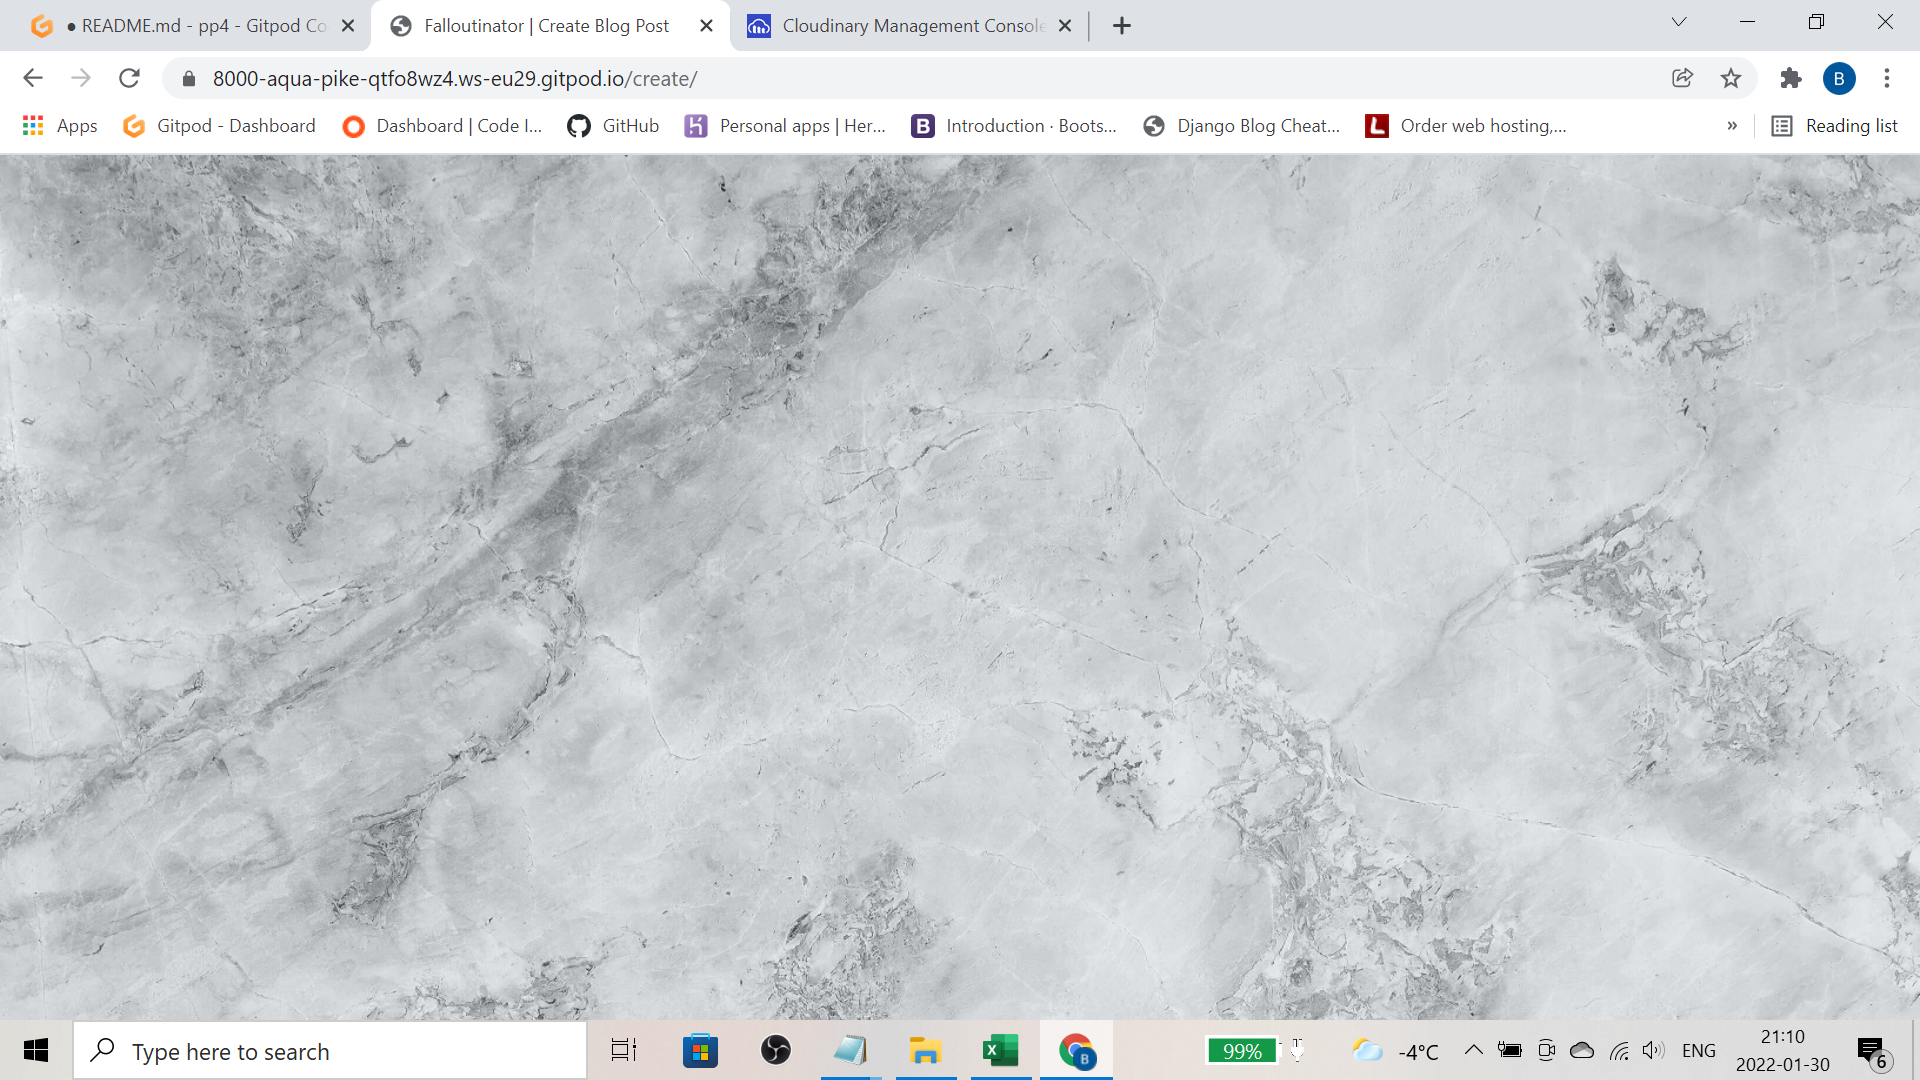 ● README.md - pp4 - Gitpod Co
Falloutinator | Create Blog Post
Cloudinary Management Console
8000-aqua-pike-qtfo8wz4.ws-eu29.gitpod.io/create/
B
Apps
Gitpod - Dashboard
Dashboard | Code I...
GitHub
Personal apps | Her...
B
Introduction · Boots...
Django Blog Cheat...
L
Order web hosting,...
»
Reading list
Type here to search
B
99%
-4°C
ENG
21:10
2022-01-30
6